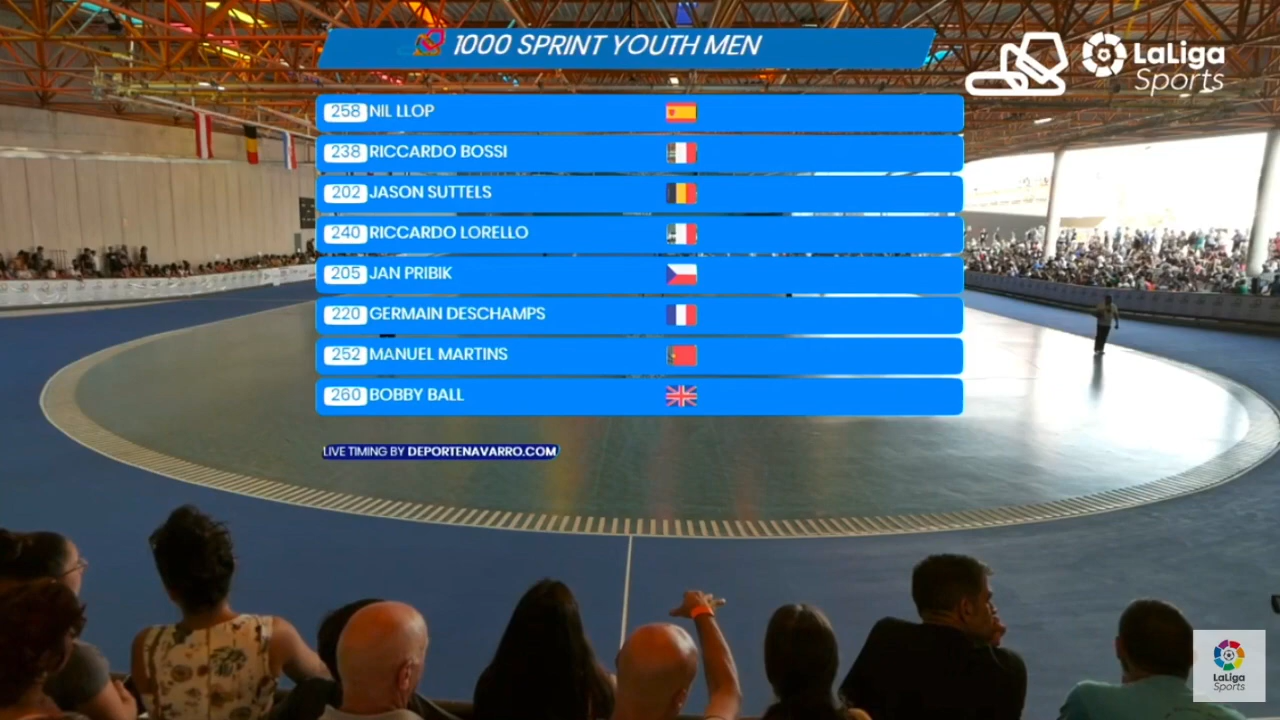 1000 SPRINT YOUTH MEN
LaLiga
Sports
258 NIL LLOP
238 RICCARDO BOSSI
202 JASON SUTTELS
240 RICCARDO LORELLO
205 JAN PRIBIK
220 GERMAIN DESCHAMPS
252 MANUEL MARTINS
260 BOBBY BALL
LIVE TIMING BY DEPORTENAVARRO.COM
LaLiga
Sports